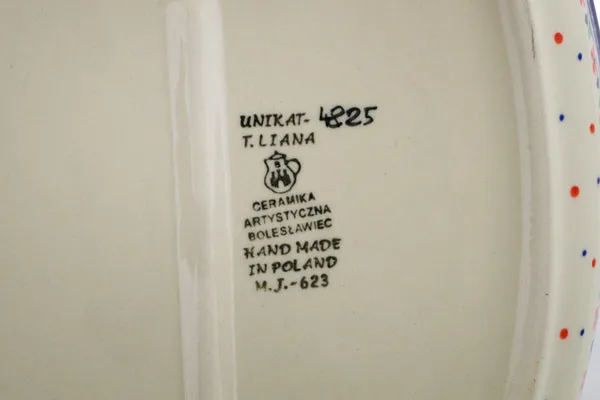 UNIKAT- 4825
T. LIANA
B
CERAMIKA
ARTYSTYCZNA
BOLESŁAWIEC
HAND MADE
IN POLAND
M.J.-623